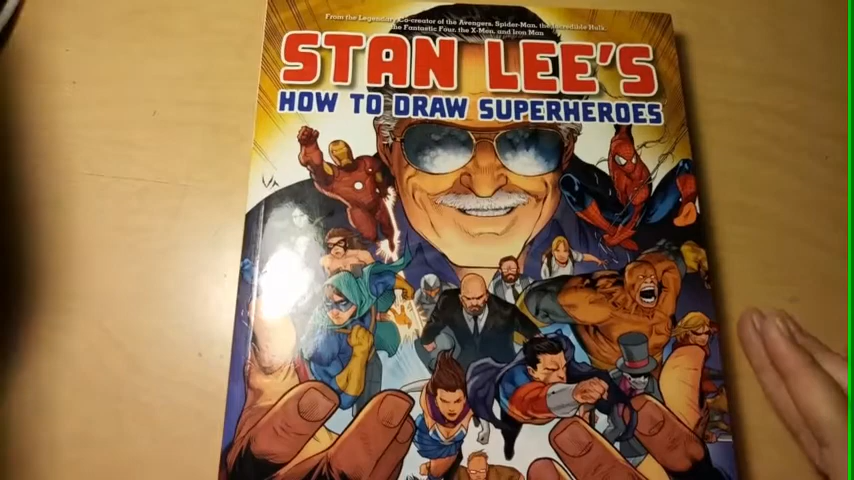 From the Legendary Co-creator of the Avengers, Spider-Man, the Incredible Hulk,
the Fantastic Four, the X-Men, and Iron Man
STAN LEE'S
HOW TO DRAW SUPERHEROES